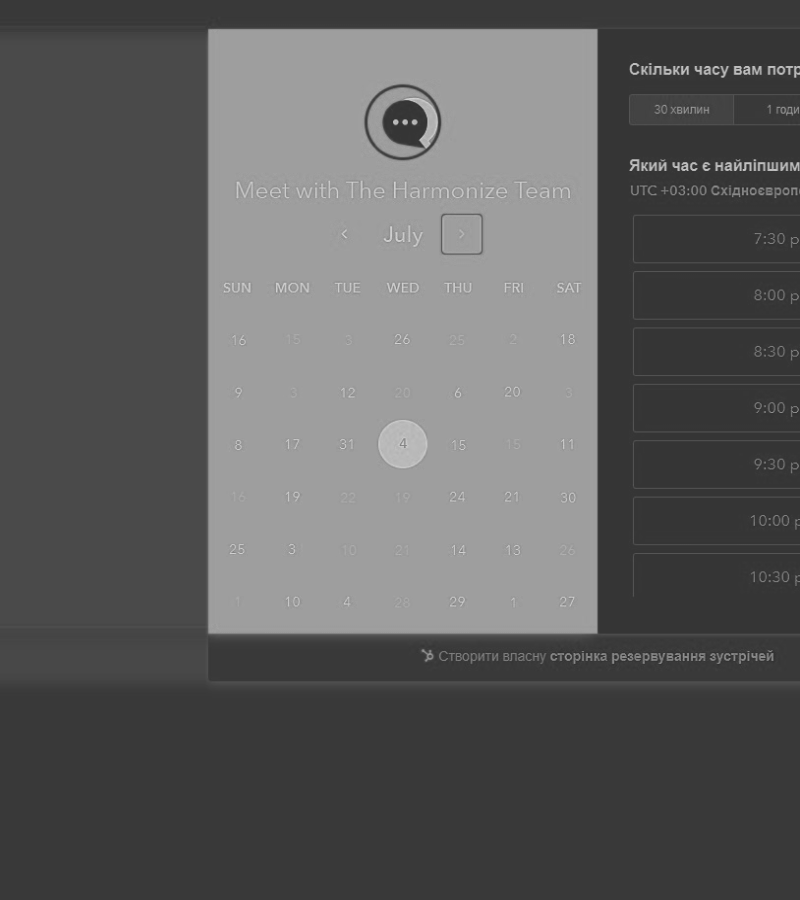 Meet with The Harmonize Team
July
SUN MON TUE WED THU FRI SAT
16 15 3 26 25 2 18
9 3 12 20 6 20 3
8 17 31 4 15 15 11
16 19 22 19 24 21 30
25 3 10 21 14 13 26
1 10 4 28 29 1 27
Скільки часу вам потр
30 хвилин 1 годи
Який час є найліпшим
UTC +03:00 Східноєвропе
7:30 р
8:00 р
8:30 р
9:00 р
9:30 р
10:00 р
10:30 р
Створити власну сторінка резервування зустрічей